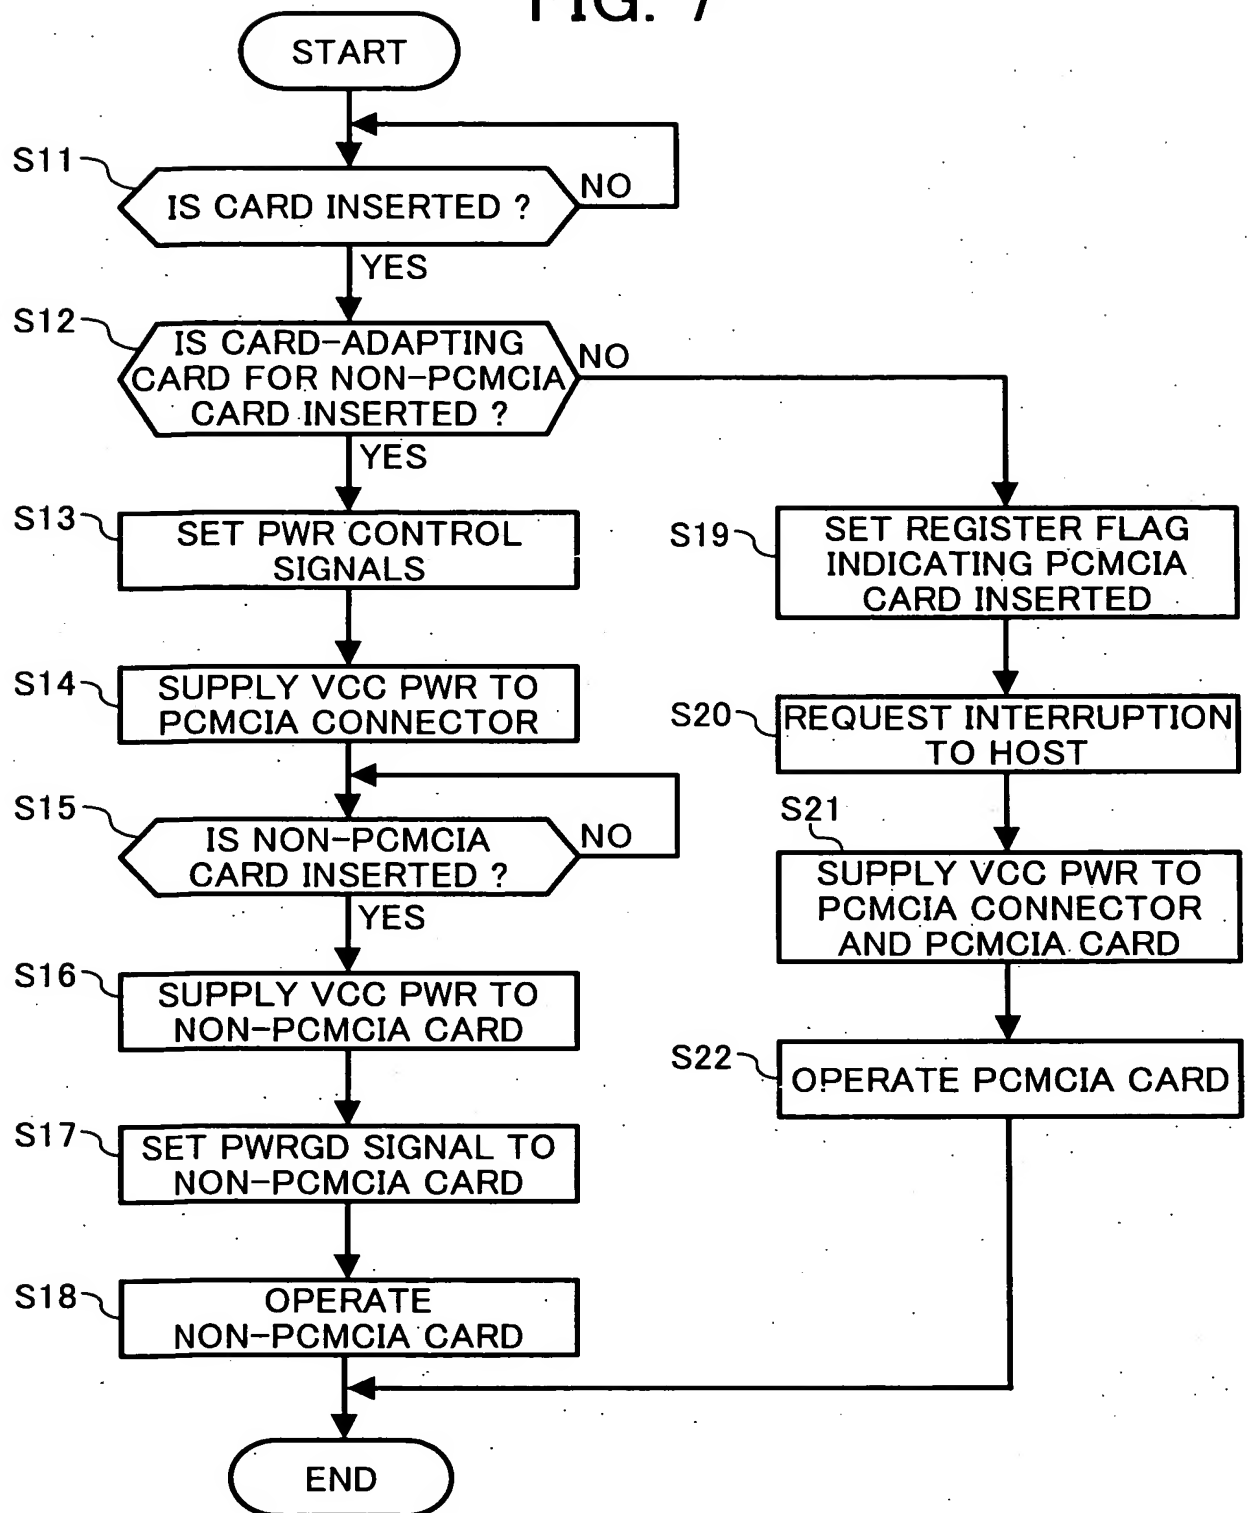 FIG. 7
START
S11
IS CARD INSERTED ?
NO
YES
S12
IS CARD-ADAPTING
CARD FOR NON-PCMCIA
CARD INSERTED ?
NO
YES
S13
SET PWR CONTROL
SIGNALS
S14
SUPPLY VCC PWR TO
PCMCIA CONNECTOR
S15
IS NON-PCMCIA
CARD INSERTED ?
NO
YES
S16
SUPPLY VCC PWR TO
NON-PCMCIA CARD
S17
SET PWRGD SIGNAL TO
NON-PCMCIA CARD
S18
OPERATE
NON-PCMCIA CARD
S19
SET REGISTER FLAG
INDICATING PCMCIA
CARD INSERTED
S20
REQUEST INTERRUPTION
TO HOST
S21
SUPPLY VCC PWR TO
PCMCIA CONNECTOR
AND PCMCIA CARD
S22
OPERATE PCMCIA CARD
END